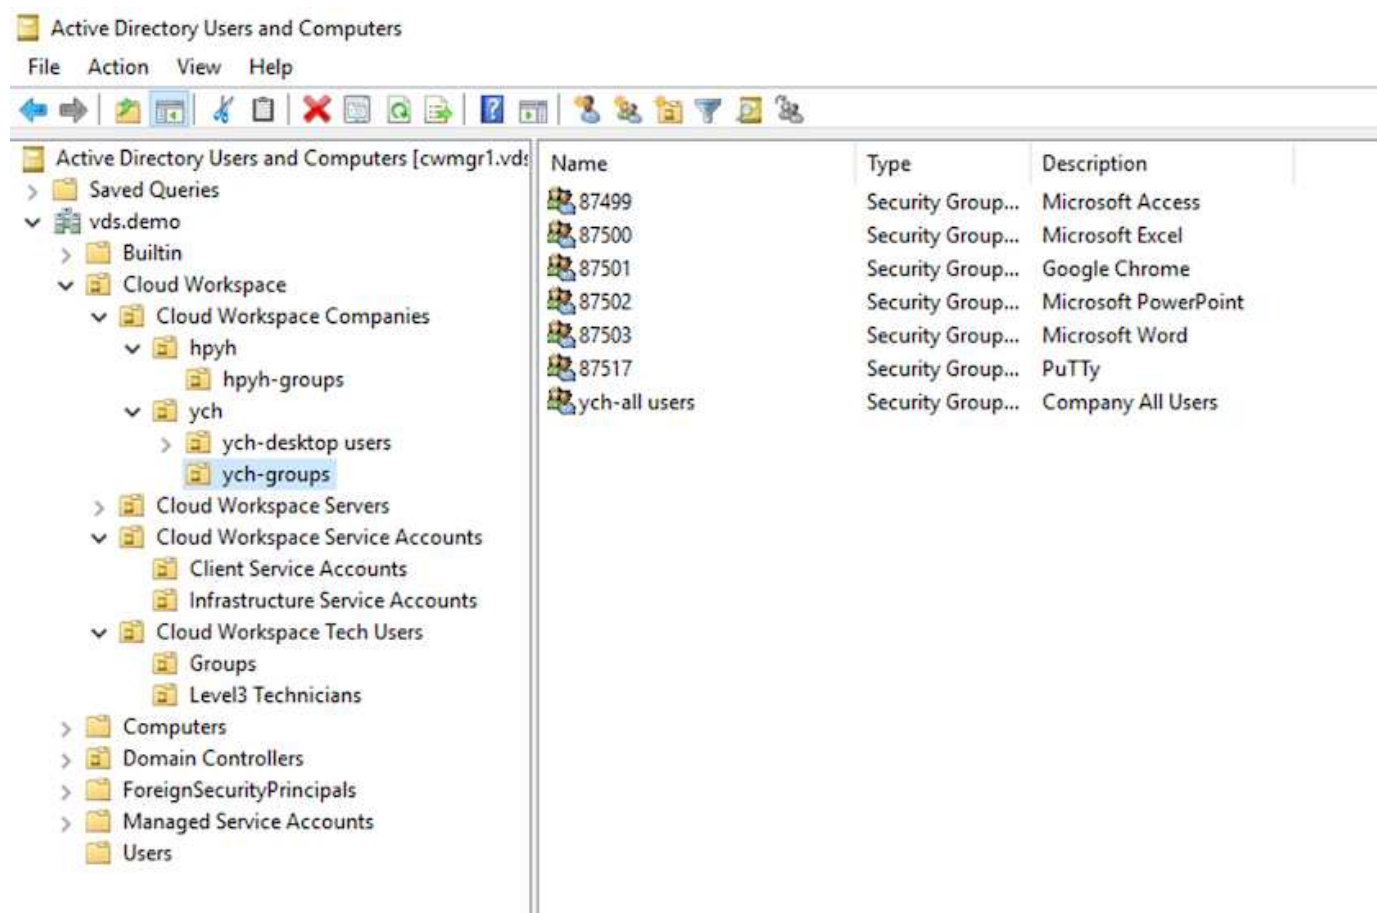 Active Directory Users and Computers
File Action View Help
Active Directory Users and Computers [cwmgr1.vds
Saved Queries
vds.demo
Builtin
Cloud Workspace
Cloud Workspace Companies
hpyh
hpyh-groups
ych
ych-desktop users
ych-groups
Cloud Workspace Servers
Cloud Workspace Service Accounts
Client Service Accounts
Infrastructure Service Accounts
Cloud Workspace Tech Users
Groups
Level3 Technicians
Computers
Domain Controllers
ForeignSecurityPrincipals
Managed Service Accounts
Users
Name Type Description
87499 Security Group... Microsoft Access
87500 Security Group... Microsoft Excel
87501 Security Group... Google Chrome
87502 Security Group... Microsoft PowerPoint
87503 Security Group... Microsoft Word
87517 Security Group... PuTTy
ych-all users Security Group... Company All Users